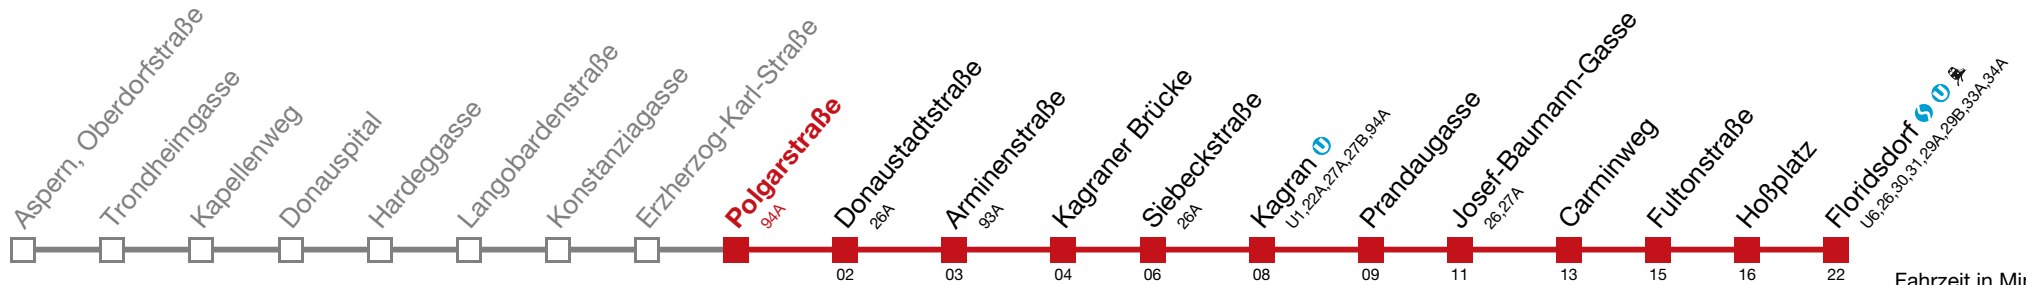 Aspern, Oberdorfstraße
Trondheimgasse
Kapellenweg
Donauspital
Hardeggasse
Langobardenstraße
Konstanziagasse
Erzherzog-Karl-Straße
Polgarstraße
94A
Donaustadtstraße
26A
02
Arminenstraße
93A
03
Kagraner Brücke
04
Siebeckstraße
26A
06
Kagran U
U1,22A,27A,27B,94A
08
Prandaugasse
09
Josef-Baumann-Gasse
26,27A
11
Carminweg
13
Fultonstraße
15
Hoßplatz
16
Floridsdorf S U
U6,26,30,31,29A,29B,33A,34A
22
Fahrzeit in